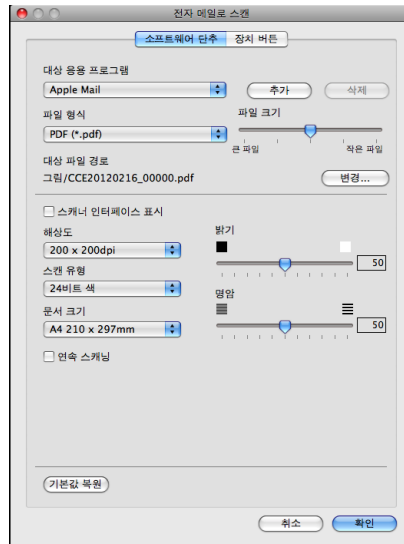 전자 메일로 스캔
소프트웨어 단추 장치 버튼
대상 응용 프로그램
Apple Mail 추가 삭제
파일 형식 파일 크기
PDF (*.pdf)
큰 파일 작은 파일
대상 파일 경로
그림/CCE20120216_00000.pdf 변경...
스캐너 인터페이스 표시
해상도 밝기
200 x 200dpi
50
스캔 유형
24비트 색
문서 크기 명암
A4 210 x 297mm 50
연속 스캐닝
기본값 복원
취소 확인